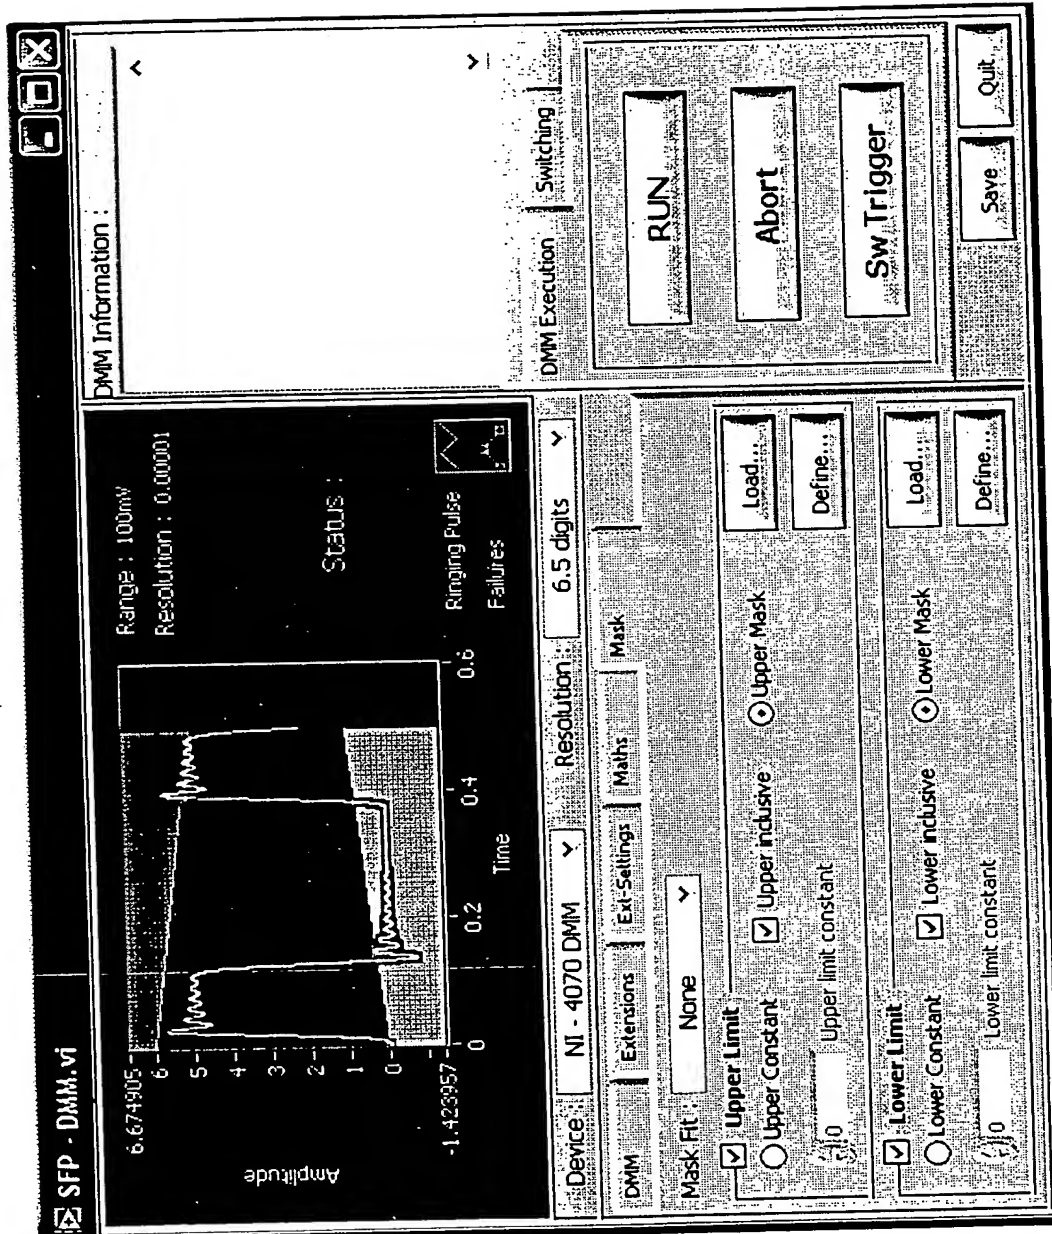 SFP - DMM.vi
6.674905
6
5
4
3
2
1
0
-1.423957
Amplitude
0
0.2
0.4
0.6
Time
Range : 100mV
Resolution : 0.00001
Status :
Ringing Pulse
Failures
DMM Information :
Device :
NI - 4070 DMM
Resolution :
6.5 digits
DMM
Extensions
Ext-Settings
Maths
Mask
Mask Fit :
None
Upper Limit
Upper Constant
Upper inclusive
Upper Mask
Load...
0
Upper limit constant
Define...
Lower Limit
Lower Constant
Lower inclusive
Lower Mask
Load...
0
Lower limit constant
Define...
DMM Execution
Switching
RUN
Abort
Sw Trigger
Save
Quit